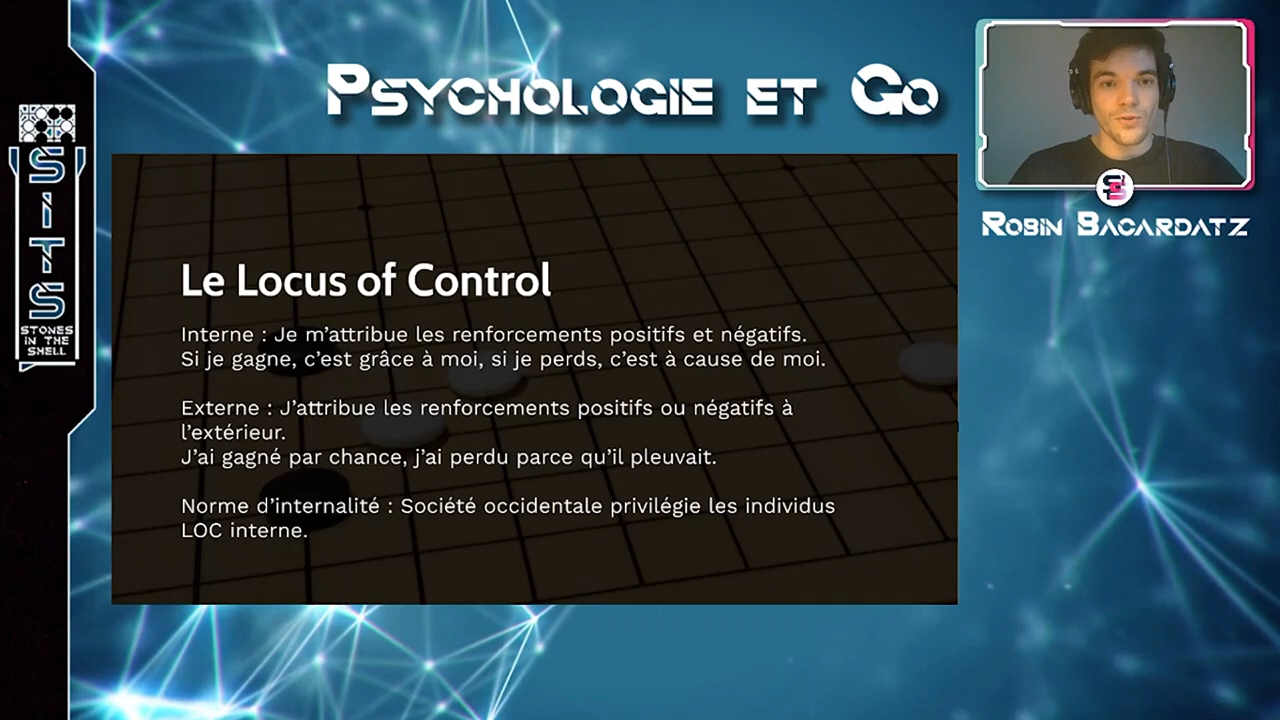 PSYCHOLOGIE ET GO
SITS
STONES
IN THE
SHELL
ROBIN BACARDATZ
Le Locus of Control
Interne : Je m'attribue les renforcements positifs et négatifs.
Si je gagne, c'est grâce à moi, si je perds, c'est à cause de moi.
Externe : J'attribue les renforcements positifs ou négatifs à
l'extérieur.
J'ai gagné par chance, j'ai perdu parce qu'il pleuvait.
Norme d'internalité : Société occidentale privilégie les individus
LOC interne.